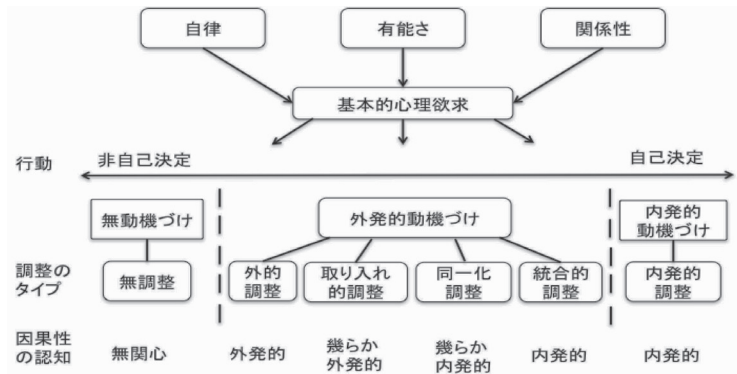 自律 有能さ 関係性
基本的心理欲求
行動 非自己決定 自己決定
無動機づけ 外発的動機づけ 内発的
動機づけ
調整の
タイプ 無調整 外的
調整 取り入れ
的調整 同一化
調整 統合的
調整 内発的
調整
因果性
の認知 無関心 外発的 幾らか
外発的 幾らか
内発的 内発的 内発的